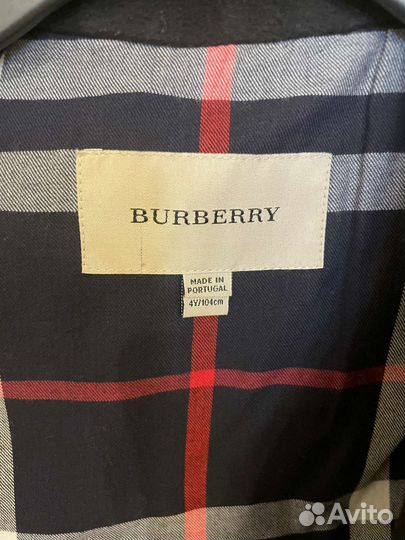 BURBERRY
MADE IN
PORTUGAL
4Y/104cm
Avito